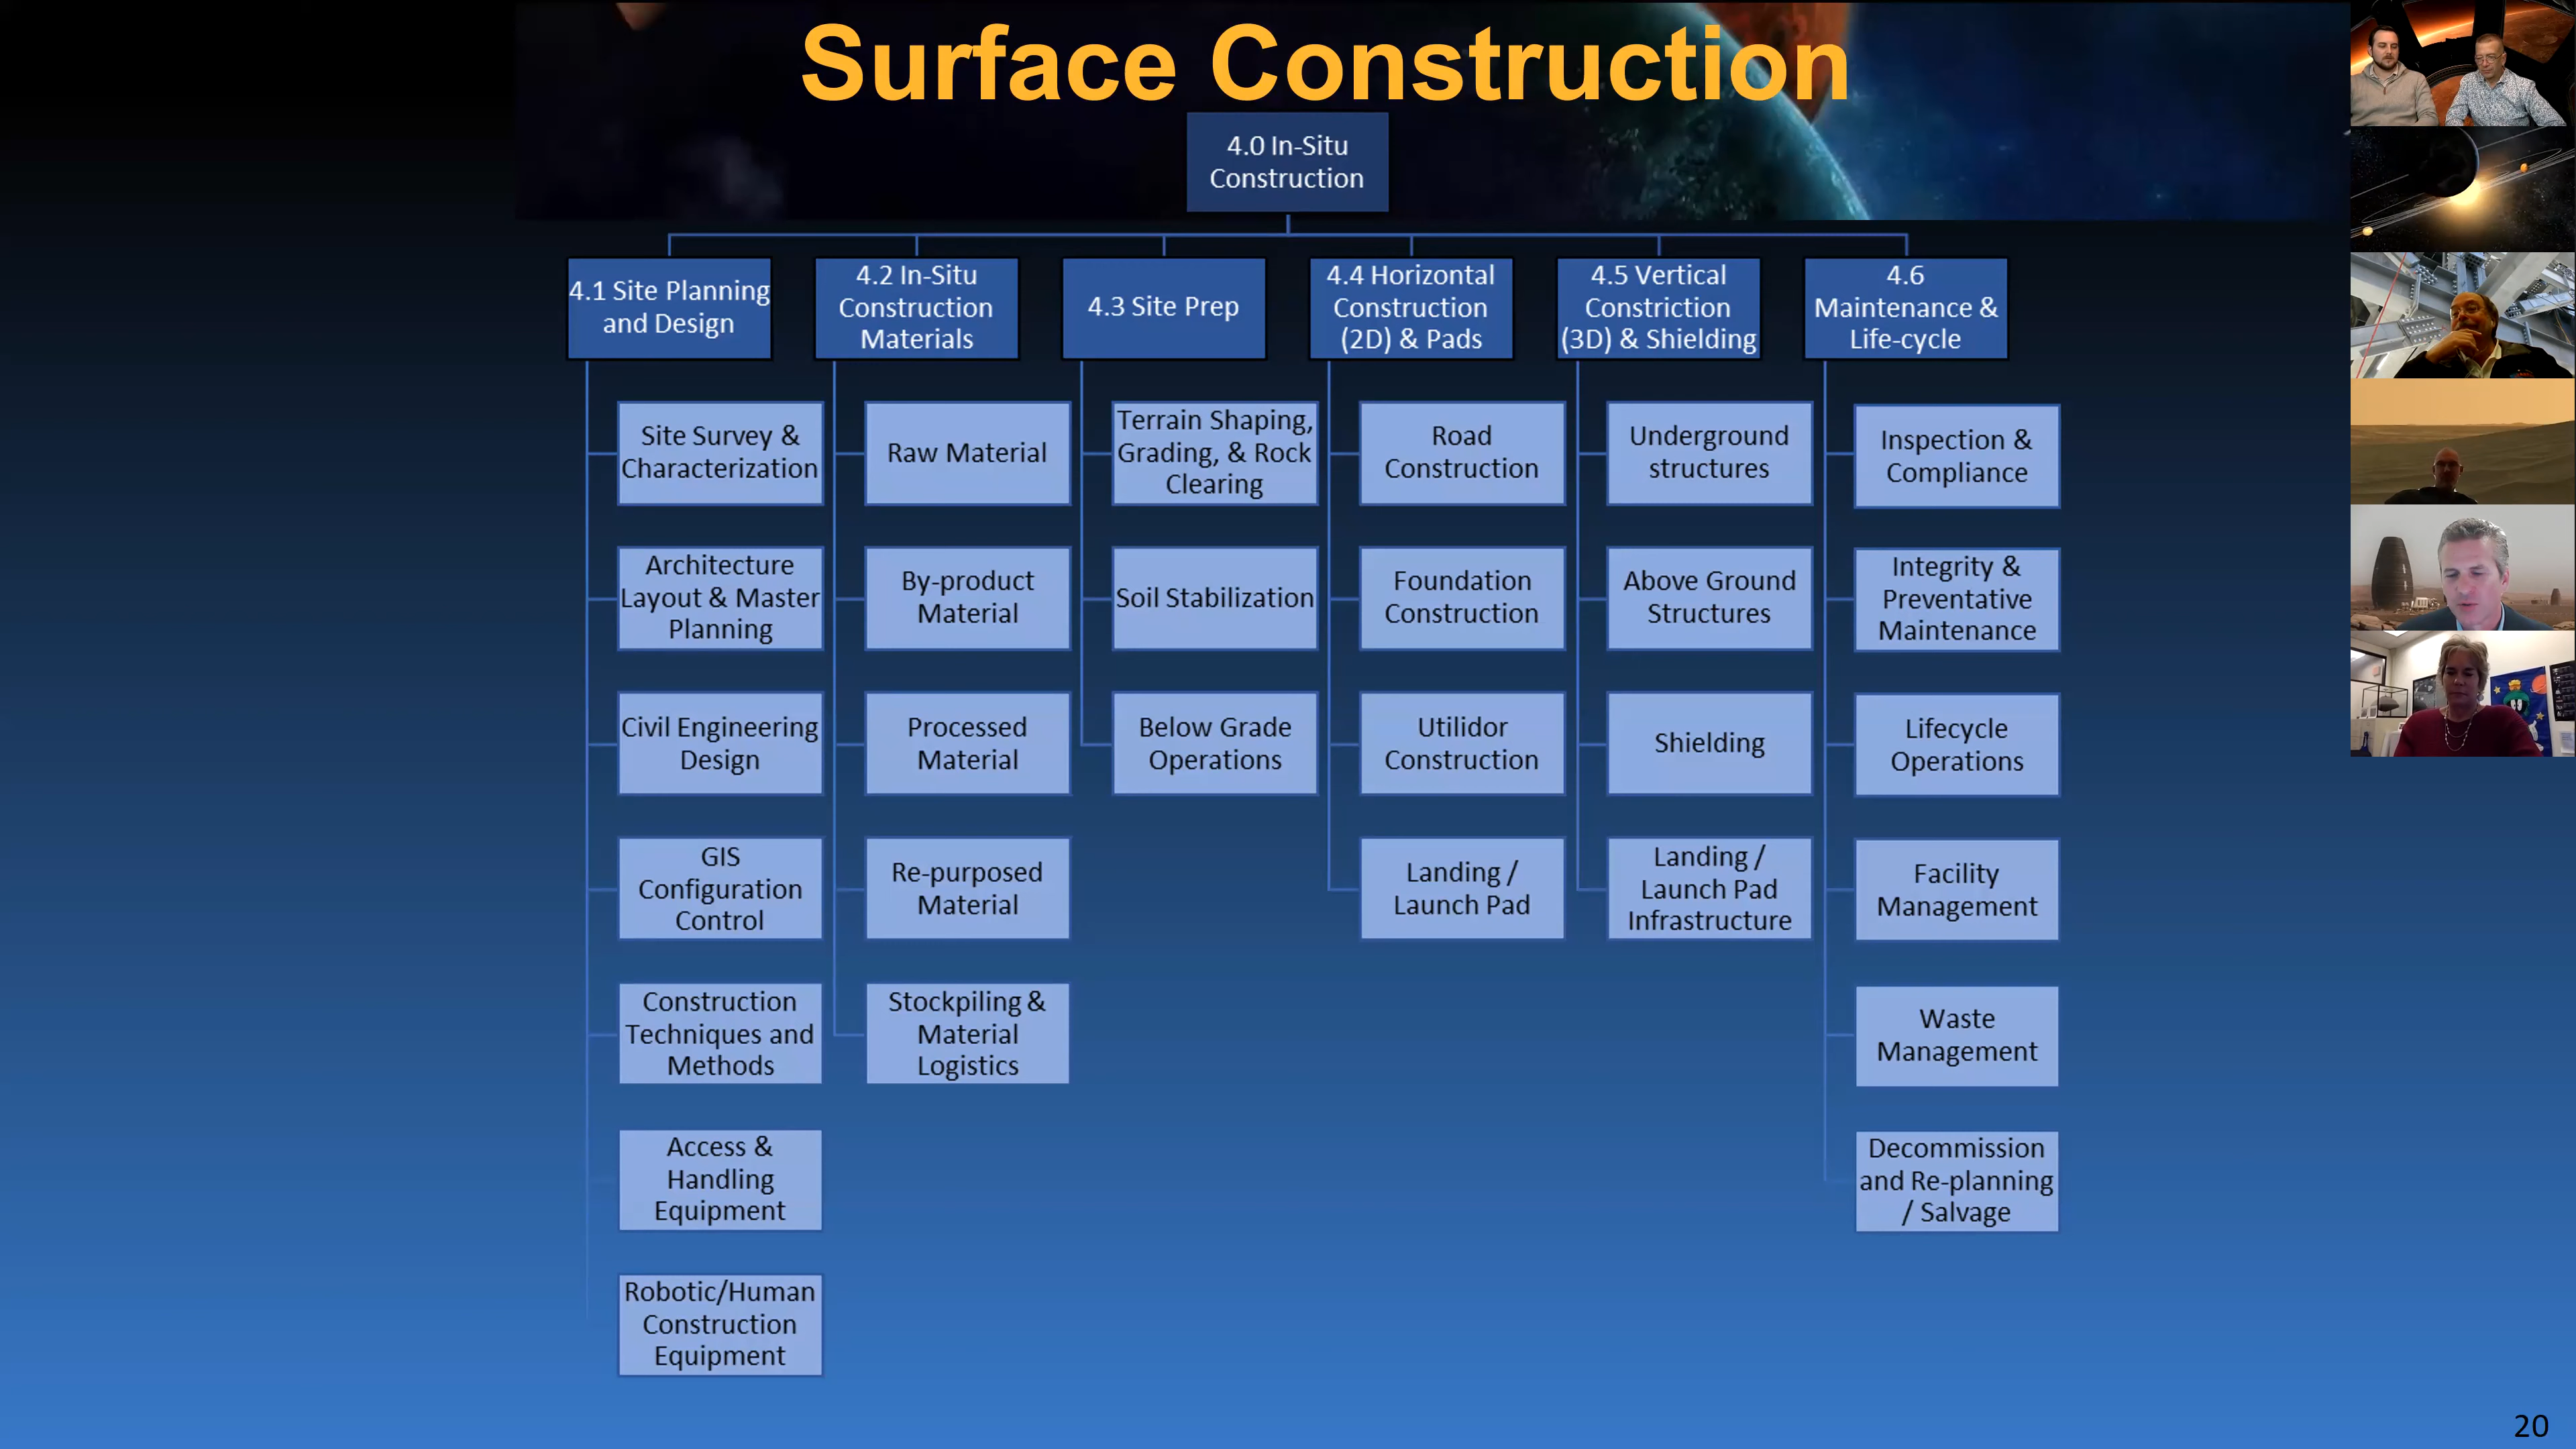 Surface Construction
4.0 In-Situ
Construction
4.1 Site Planning
and Design
4.2 In-Situ
Construction
Materials
4.3 Site Prep
4.4 Horizontal
Construction
(2D) & Pads
4.5 Vertical
Constriction
(3D) & Shielding
4.6
Maintenance &
Life-cycle
Site Survey &
Characterization
Architecture
Layout & Master
Planning
Civil Engineering
Design
GIS
Configuration
Control
Construction
Techniques and
Methods
Access &
Handling
Equipment
Robotic/Human
Construction
Equipment
Raw Material
By-product
Material
Processed
Material
Re-purposed
Material
Stockpiling &
Material
Logistics
Terrain Shaping,
Grading, & Rock
Clearing
Soil Stabilization
Below Grade
Operations
Road
Construction
Foundation
Construction
Utilidor
Construction
Landing /
Launch Pad
Underground
structures
Above Ground
Structures
Shielding
Landing /
Launch Pad
Infrastructure
Inspection &
Compliance
Integrity &
Preventative
Maintenance
Lifecycle
Operations
Facility
Management
Waste
Management
Decommission
and Re-planning
/ Salvage
20